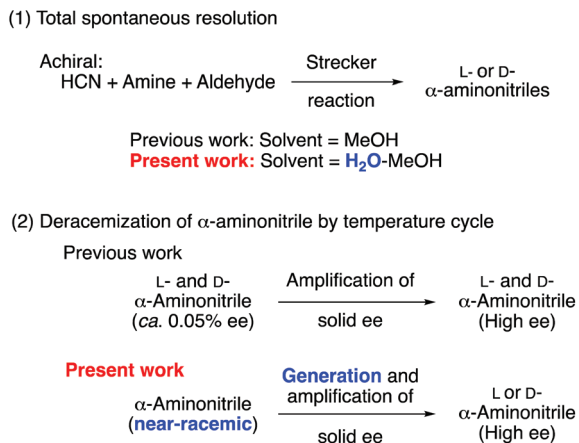 (1) Total spontaneous resolution
Achiral:
HCN + Amine + Aldehyde
Strecker
reaction
L- or D-
α-aminonitriles
Previous work: Solvent = MeOH
Present work: Solvent = H₂O-MeOH
(2) Deracemization of α-aminonitrile by temperature cycle
Previous work
L- and D-
α-Aminonitrile
(ca. 0.05% ee)
Amplification of
solid ee
L- and D-
α-Aminonitrile
(High ee)
Present work
α-Aminonitrile
(near-racemic)
Generation and
amplification of
solid ee
L or D-
α-Aminonitrile
(High ee)